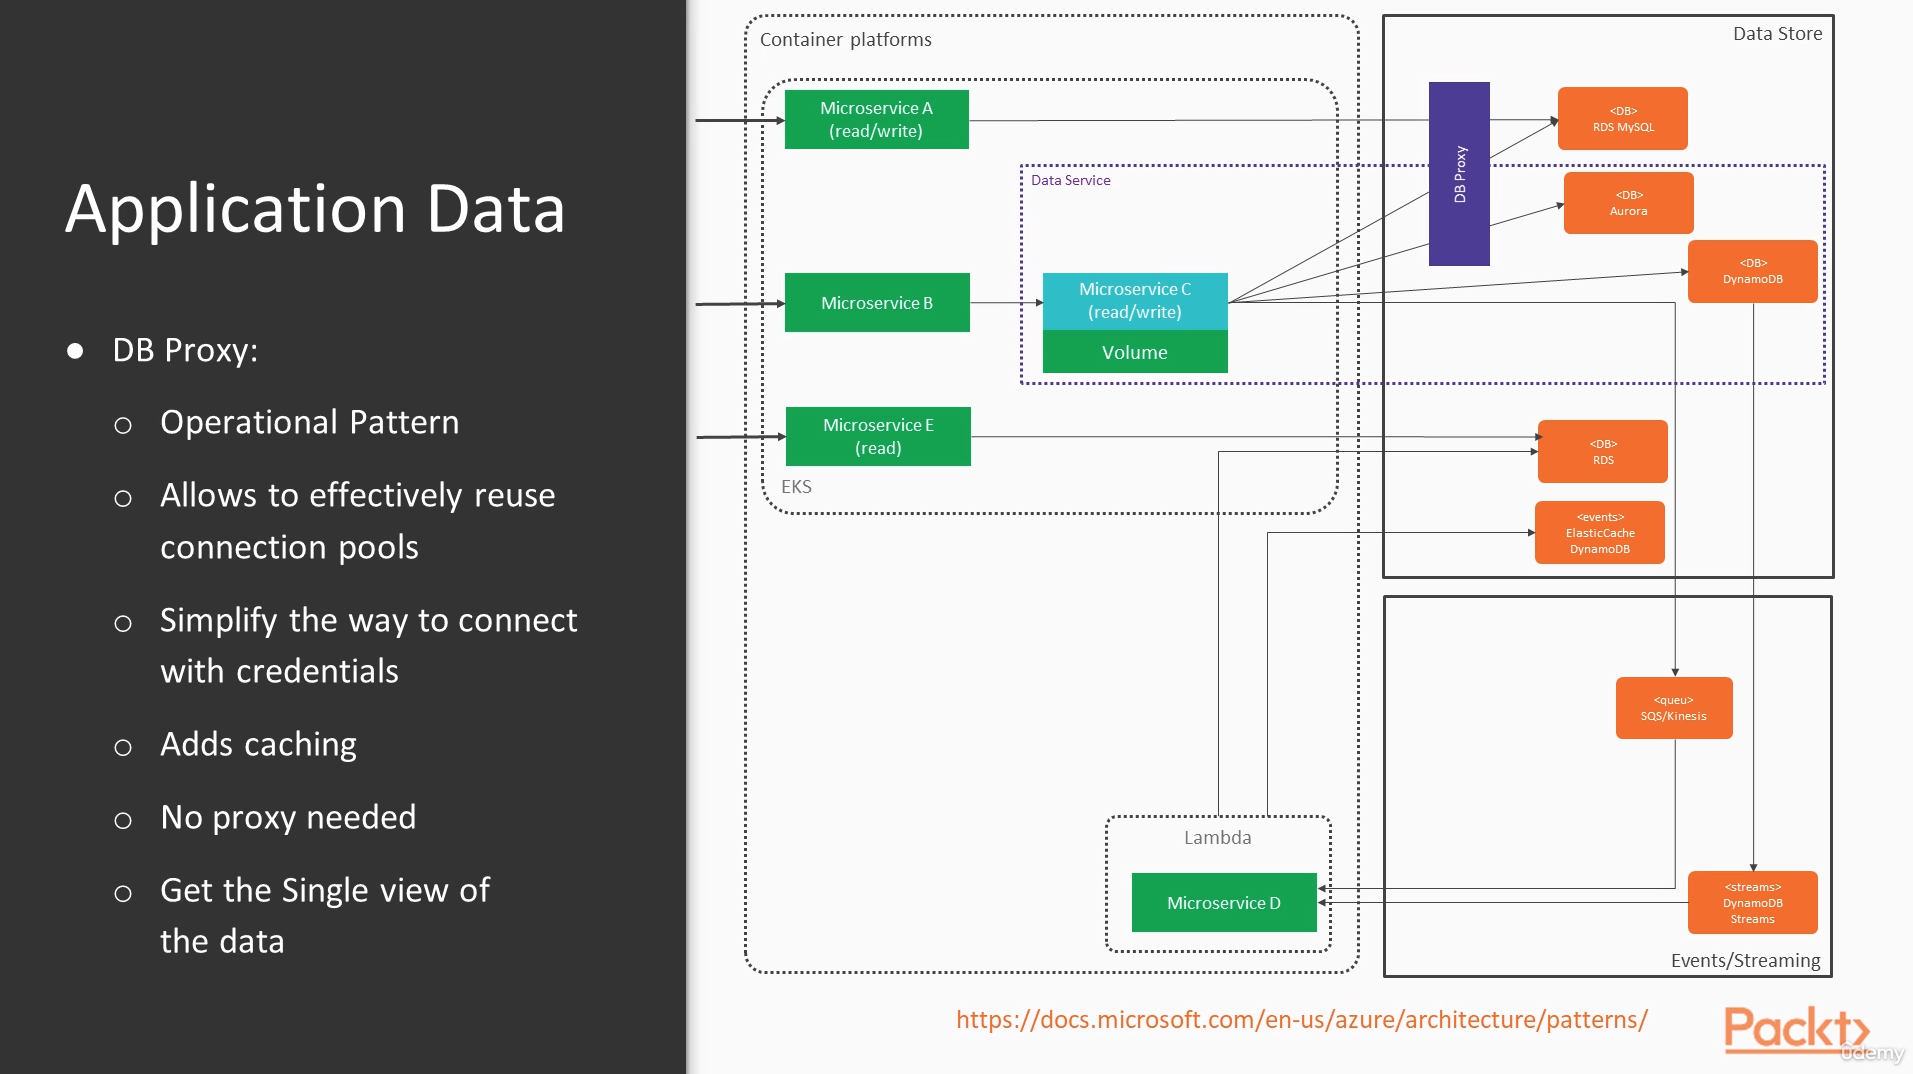 Application Data
● DB Proxy:
o Operational Pattern
o Allows to effectively reuse
connection pools
o Simplify the way to connect
with credentials
o Adds caching
o No proxy needed
o Get the Single view of
the data
Container platforms
Microservice A
(read/write)
Microservice B
Data Service
Microservice C
(read/write)
Volume
Microservice E
(read)
EKS
Lambda
Microservice D
Data Store
DB Proxy
<DB>
RDS MySQL
<DB>
Aurora
<DB>
DynamoDB
<DB>
RDS
<events>
ElasticCache
DynamoDB
<queu>
SQS/Kinesis
<streams>
DynamoDB
Streams
Events/Streaming
https://docs.microsoft.com/en-us/azure/architecture/patterns/
Packt>
ûdemy